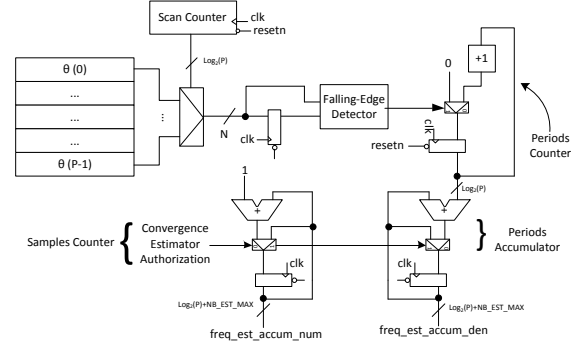 Scan Counter
clk
resetn
Log₂(P)
θ (0)
...
...
...
θ (P-1)
...
N
clk
Falling-Edge
Detector
0
+1
clk
resetn
Periods
Counter
Log₂(P)
1
+
+
Samples Counter {
Convergence
Estimator
Authorization
} Periods
Accumulator
clk
clk
Log₂(P)+NB_EST_MAX
Log₂(P)+NB_EST_MAX
freq_est_accum_num
freq_est_accum_den